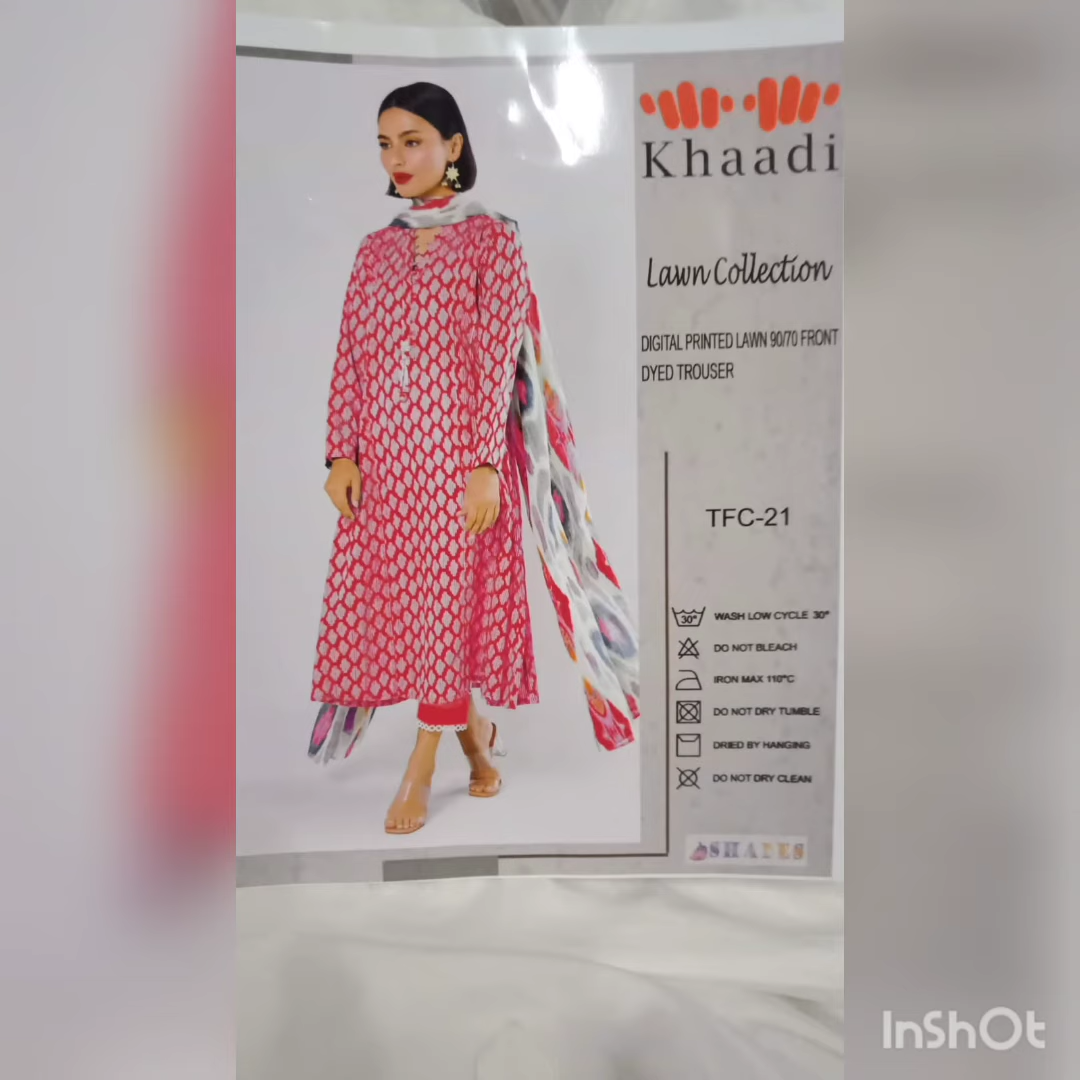 Khaadi
Lawn Collection
DIGITAL PRINTED LAWN 90/70 FRONT
DYED TROUSER
TFC-21
30° WASH LOW CYCLE 30°
DO NOT BLEACH
IRON MAX 110°C
DO NOT DRY TUMBLE
DRIED BY HANGING
DO NOT DRY CLEAN
SHADES
InShOt